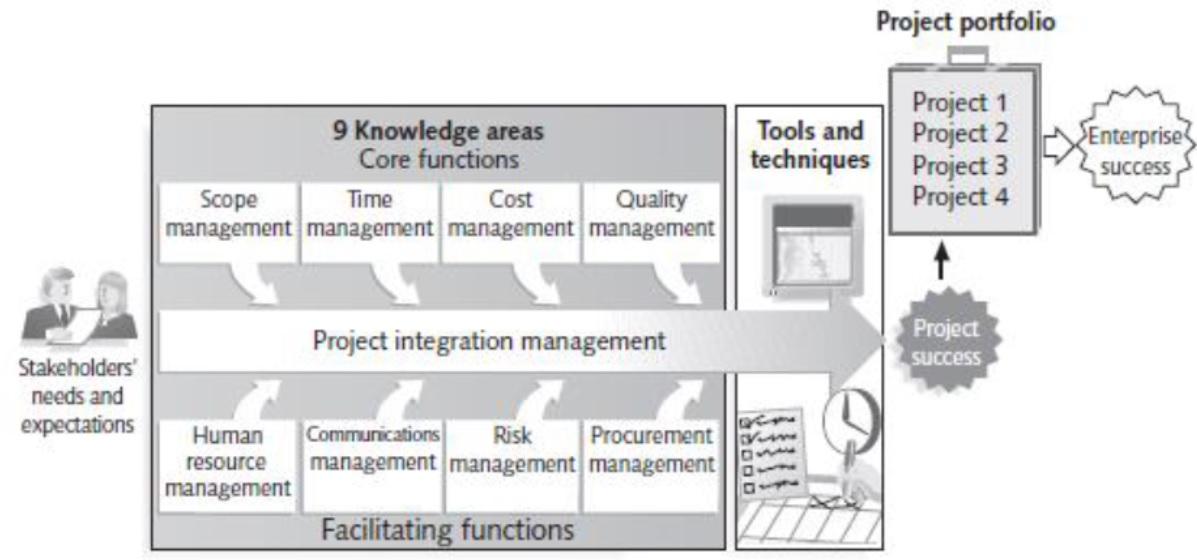 Project portfolio
Project 1
Project 2
Project 3
Project 4
Enterprise
success
9 Knowledge areas
Core functions
Tools and
techniques
Scope
management
Time
management
Cost
management
Quality
management
Project integration management
Project
success
Stakeholders'
needs and
expectations
Human
resource
management
Communications
management
Risk
management
Procurement
management
Facilitating functions